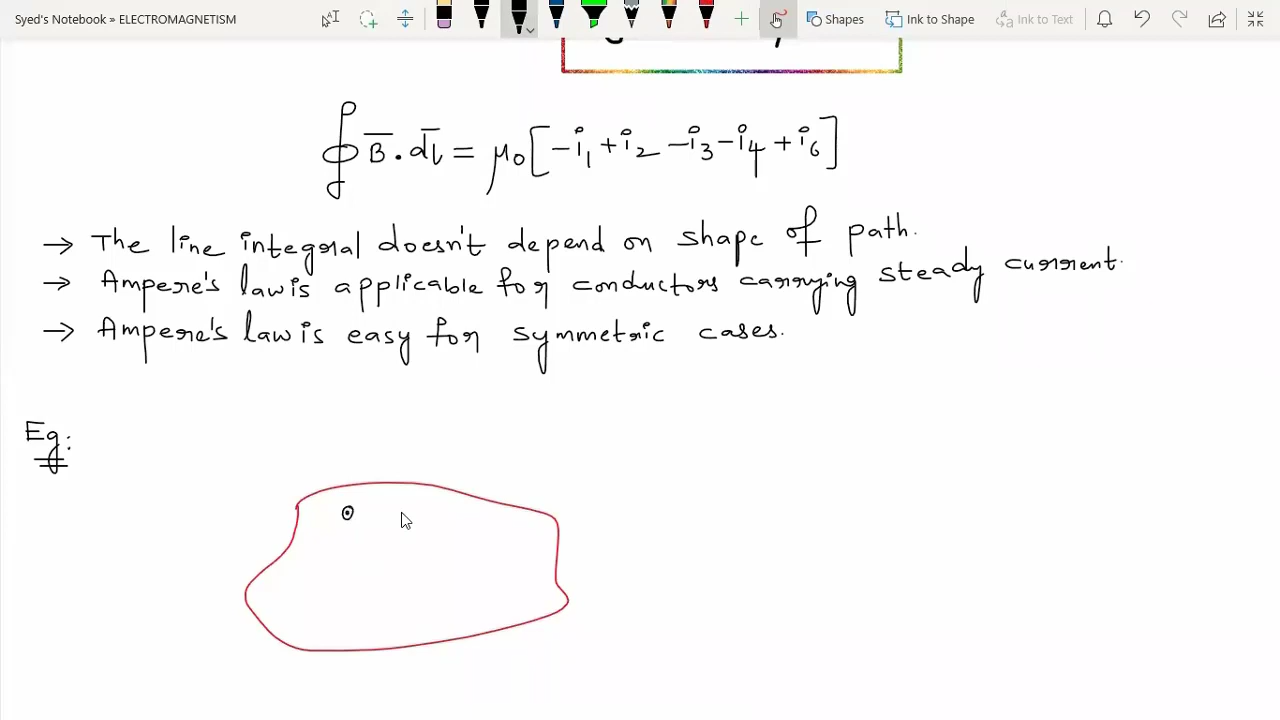 Syed's Notebook » ELECTROMAGNETISM
Shapes
Ink to Shape
Ink to Text
∮ B̅ . d̅l̅ = μ₀ [ -i₁ + i₂ - i₃ - i₄ + i₆ ]
→ The line integral doesn't depend on shape of path.
→ Ampere's law is applicable for conductors carrying steady current.
→ Ampere's law is easy for symmetric cases.
Eg: